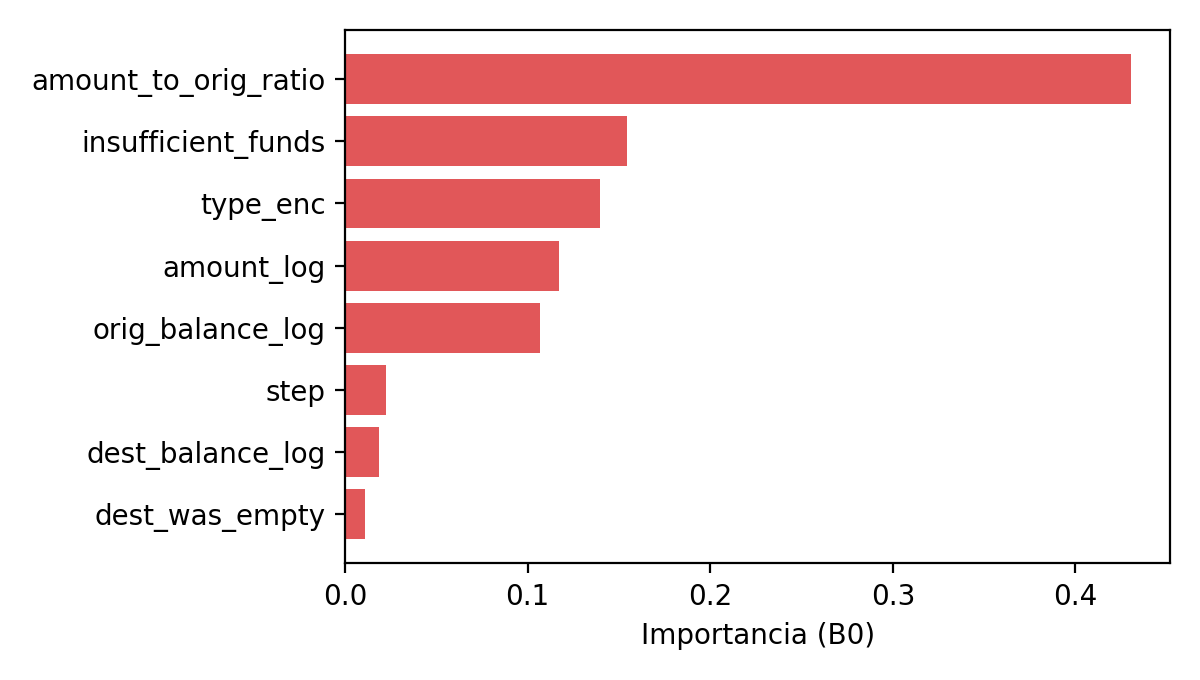 amount_to_orig_ratio
insufficient_funds
type_enc
amount_log
orig_balance_log
step
dest_balance_log
dest_was_empty
0.0 0.1 0.2 0.3 0.4
Importancia (B0)